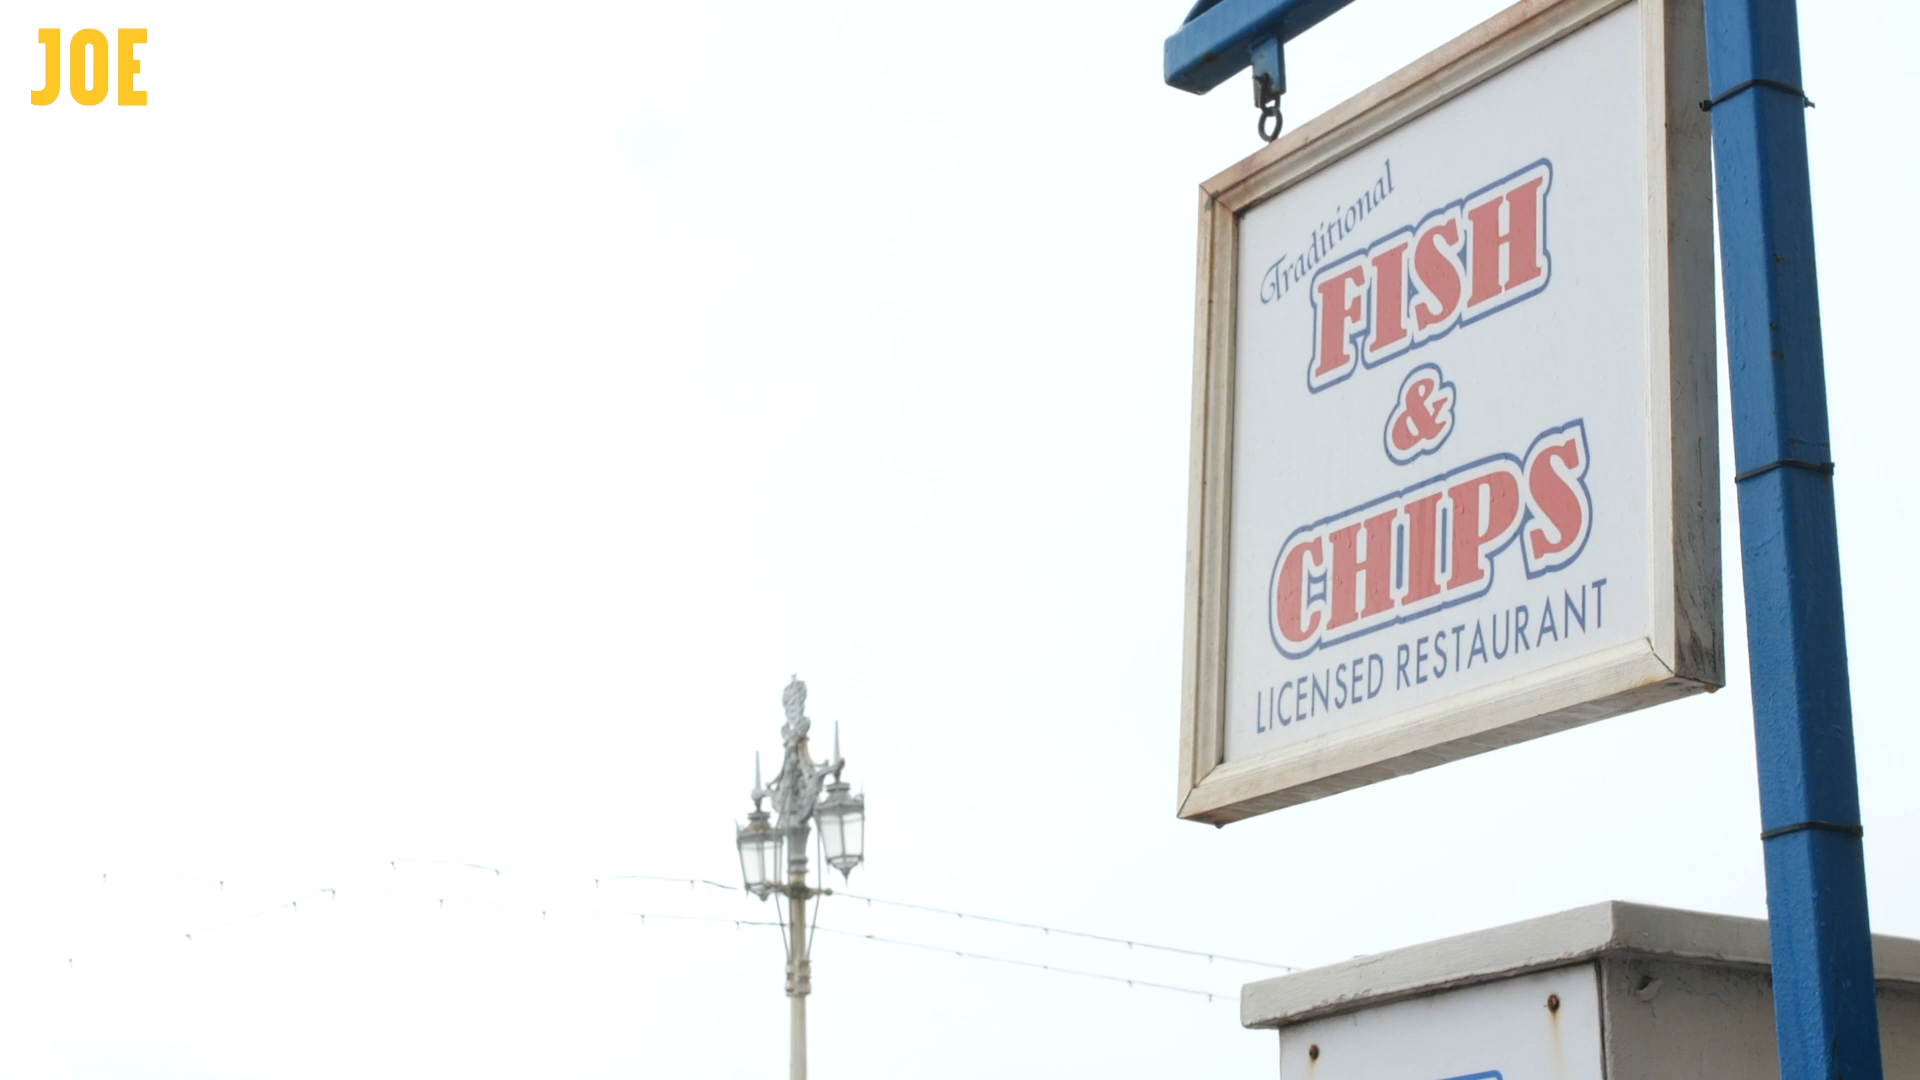 JOE
Traditional
FISH
&
CHIPS
LICENSED RESTAURANT